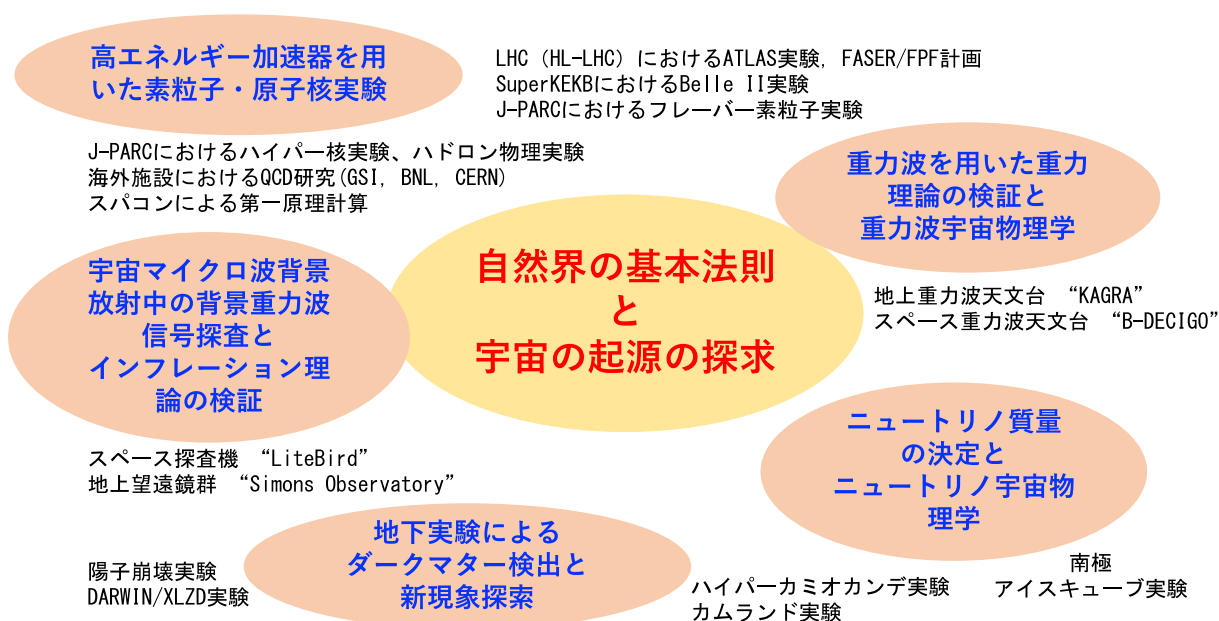 高エネルギー加速器を用
いた素粒子・原子核実験
LHC（HL-LHC）におけるATLAS実験, FASER/FPF計画
SuperKEKBにおけるBelle II実験
J-PARCにおけるフレーバー素粒子実験
J-PARCにおけるハイパー核実験、ハドロン物理実験
海外施設におけるQCD研究(GSI, BNL, CERN)
スパコンによる第一原理計算
重力波を用いた重力
理論の検証と
重力波宇宙物理学
地上重力波天文台　“KAGRA”
スペース重力波天文台　“B-DECIGO”
自然界の基本法則
と
宇宙の起源の探求
宇宙マイクロ波背景
放射中の背景重力波
信号探査と
インフレーション理
論の検証
スペース探査機　“LiteBird”
地上望遠鏡群　“Simons Observatory”
ニュートリノ質量
の決定と
ニュートリノ宇宙物
理学
南極
アイスキューブ実験
ハイパーカミオカンデ実験
カムランド実験
地下実験による
ダークマター検出と
新現象探索
陽子崩壊実験
DARWIN/XLZD実験